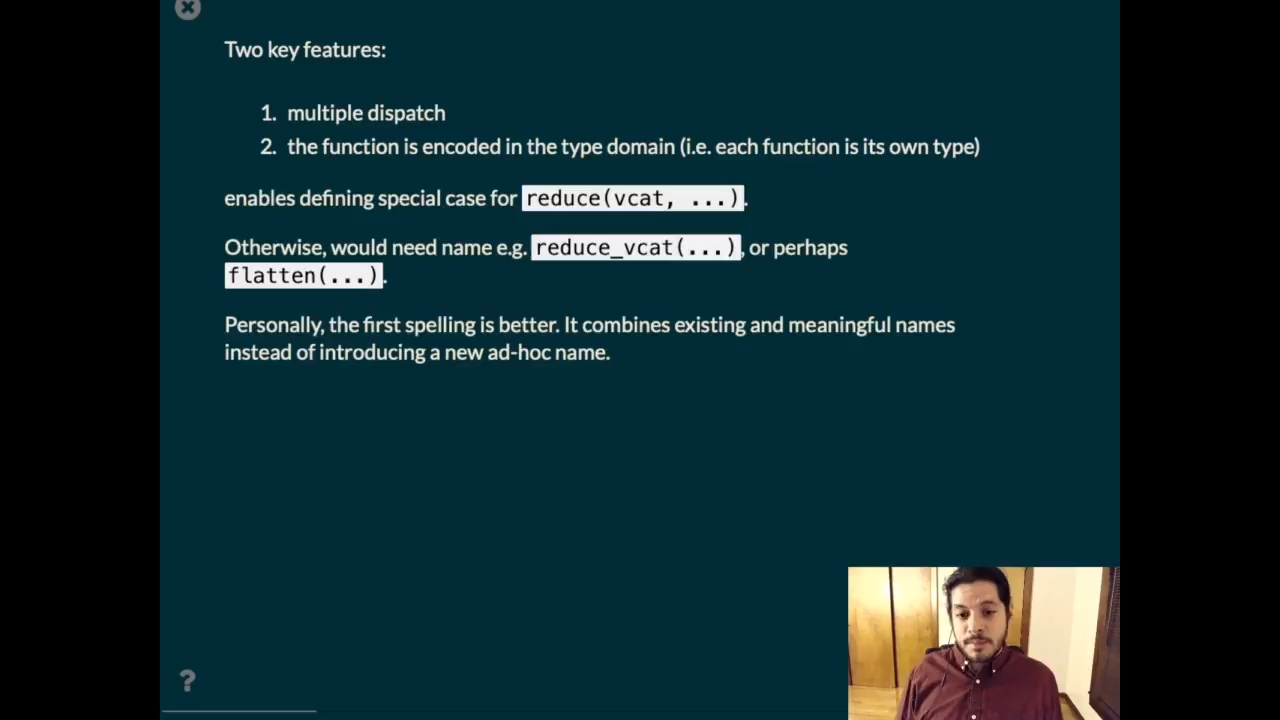 Two key features:
1. multiple dispatch
2. the function is encoded in the type domain (i.e. each function is its own type)
enables defining special case for reduce(vcat, ...).
Otherwise, would need name e.g. reduce_vcat(...), or perhaps
flatten(...).
Personally, the first spelling is better. It combines existing and meaningful names
instead of introducing a new ad-hoc name.
?